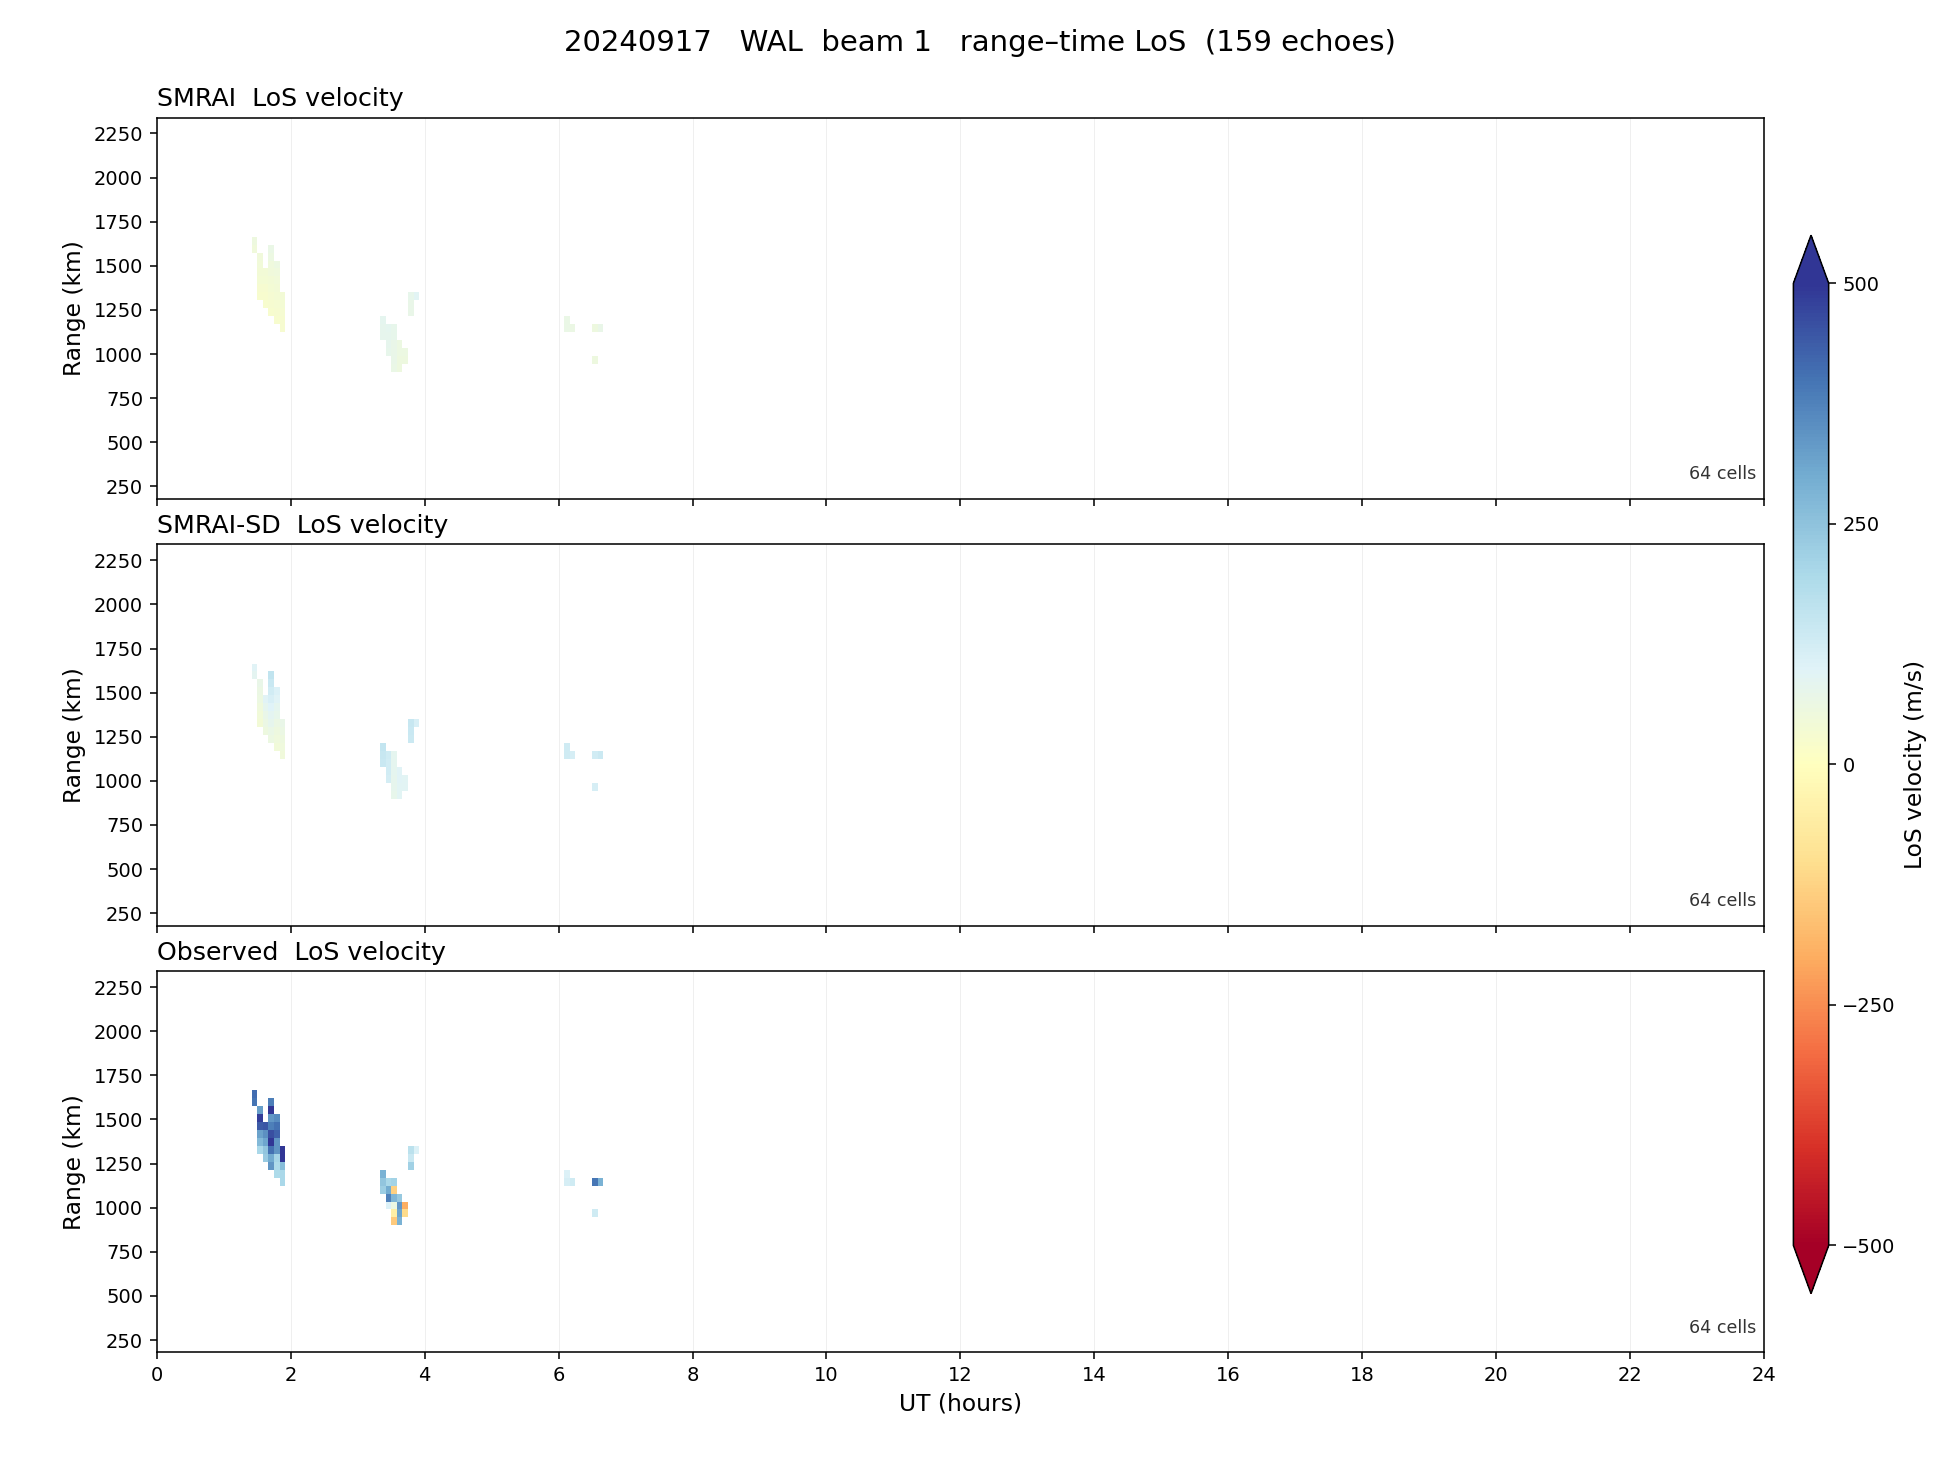 20240917   WAL  beam 1   range–time LoS  (159 echoes)
SMRAI  LoS velocity
2250
2000
1750
1500
1250
1000
750
500
250
Range (km)
64 cells
SMRAI-SD  LoS velocity
2250
2000
1750
1500
1250
1000
750
500
250
Range (km)
64 cells
Observed  LoS velocity
2250
2000
1750
1500
1250
1000
750
500
250
Range (km)
64 cells
0 2 4 6 8 10 12 14 16 18 20 22 24
UT (hours)
500
250
0
−250
−500
LoS velocity (m/s)